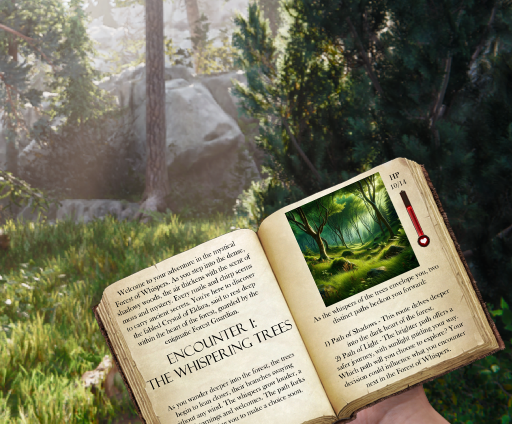 Welcome to your adventure in the mystical
Forest of Whispers. As you step into the dense,
shadowy woods, the air thickens with the scent of
moss and mystery. Every rustle and chirp seems
to carry ancient secrets. You're here to discover
the fabled Crystal of Eldara, said to rest deep
within the heart of the forest, guarded by the
enigmatic Forest Guardian.
ENCOUNTER 1:
THE WHISPERING TREES
As you wander deeper into the forest, the trees
begin to lean closer, their branches swaying
without any wind. The whispers grow louder, a
warnings and welcomes. The path forks
you to make a choice soon.
HP
10/14
As the whispers of the trees envelope you, two
distinct paths beckon you forward:
1) Path of Shadows, "This route delves deeper
into the dark heart of the forest.
2) Path of Light, "The brighter path offers a
safer journey, with sunlight guiding your way.
Which path will you choose to explore? Your
decision could influence what you encounter
next in the Forest of Whispers.